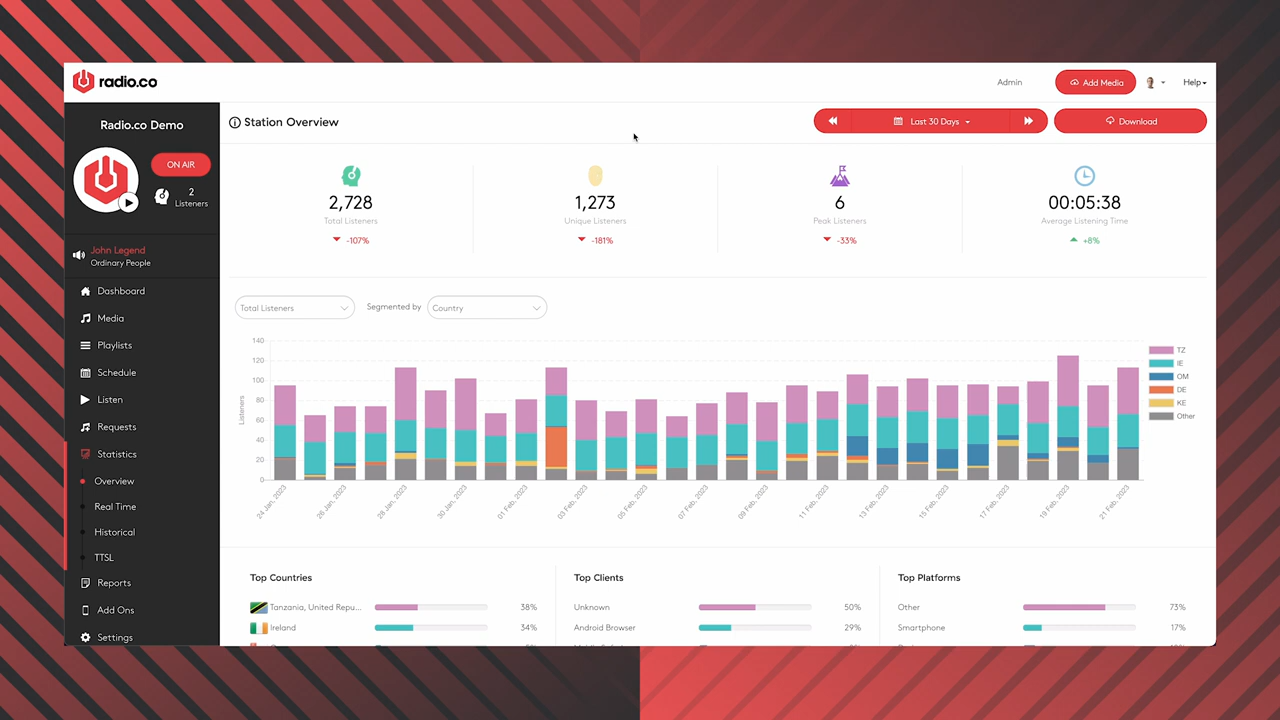 radio.co
Admin
Add Media
Help
Radio.co Demo
ON AIR
2
Listeners
John Legend
Ordinary People
Dashboard
Media
Playlists
Schedule
Listen
Requests
Statistics
Overview
Real Time
Historical
TTSL
Reports
Add Ons
Settings
Station Overview
Last 30 Days
Download
2,728
Total Listeners
-107%
1,273
Unique Listeners
-181%
6
Peak Listeners
-33%
00:05:38
Average Listening Time
+8%
Total Listeners
Segmented by
Country
Listeners
140
120
100
80
60
40
20
0
24 Jan, 2023
26 Jan, 2023
28 Jan, 2023
30 Jan, 2023
01 Feb, 2023
03 Feb, 2023
05 Feb, 2023
07 Feb, 2023
09 Feb, 2023
11 Feb, 2023
13 Feb, 2023
15 Feb, 2023
17 Feb, 2023
19 Feb, 2023
21 Feb, 2023
TZ
IE
OM
DE
KE
Other
Top Countries
Tanzania, United Repu... 38%
Ireland 34%
Top Clients
Unknown 50%
Android Browser 29%
Top Platforms
Other 73%
Smartphone 17%